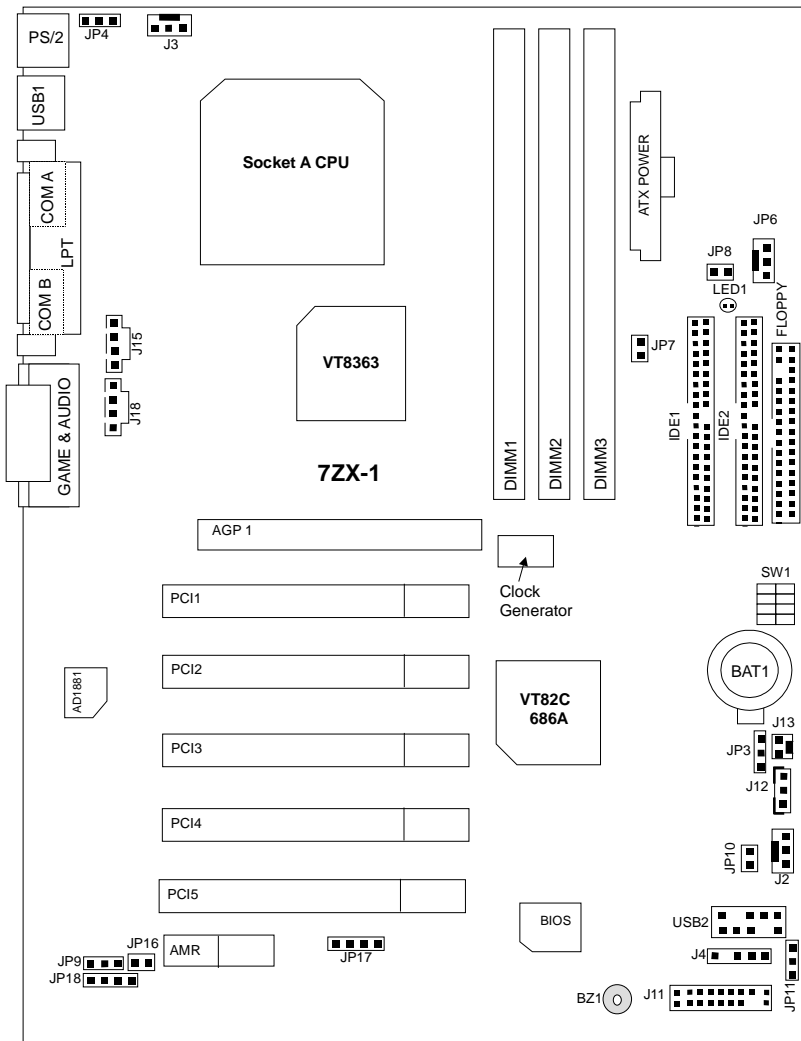 PS/2
JP4
J3
USB1
Socket A CPU
ATX POWER
COM A
LPT
COM B
JP6
JP8
LED1
FLOPPY
J15
VT8363
JP7
J18
IDE1
IDE2
GAME & AUDIO
7ZX-1
DIMM1
DIMM2
DIMM3
AGP 1
Clock
Generator
SW1
PCI1
PCI2
AD1881
VT82C
686A
BAT1
J13
JP3
PCI3
J12
PCI4
JP10
J2
PCI5
BIOS
USB2
JP16
AMR
JP17
JP9
JP18
J4
JP11
BZ1
J11